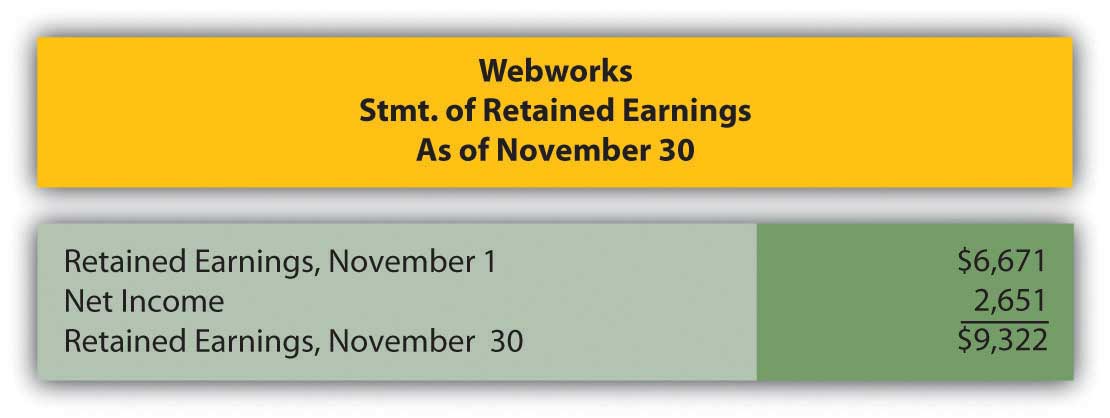 Webworks
Stmt. of Retained Earnings
As of November 30
Retained Earnings, November 1 $6,671
Net Income 2,651
Retained Earnings, November 30 $9,322